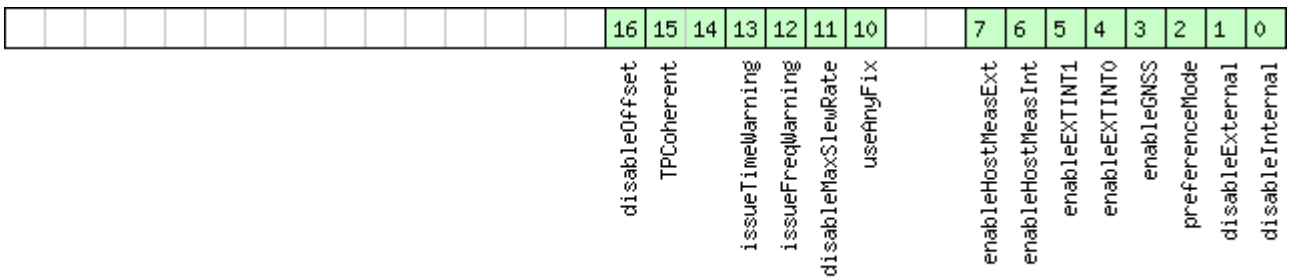 16 15 14 13 12 11 10 7 6 5 4 3 2 1 0
disableOffset
TPCoherent
issueTimeWarning
issueFreqWarning
disableMaxSlewRate
useAnyFix
enableHostMeasExt
enableHostMeasInt
enableEXTINT1
enableEXTINT0
enableGNSS
preferenceMode
disableExternal
disableInternal